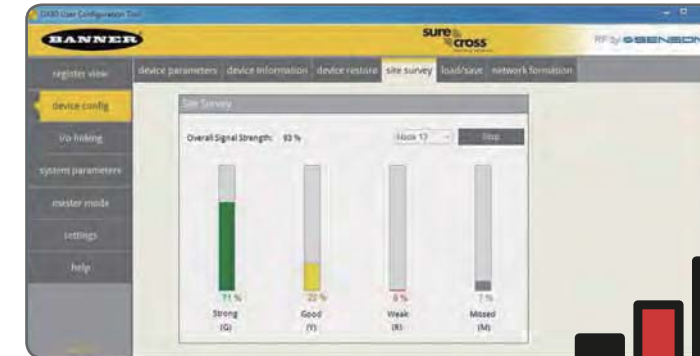 DX80 User Configuration Tool
BANNER
sure cross
RF by SENSON
register view
device parameters device information device restore site survey load/save network formation
device config
i/o linking
system parameters
master mode
settings
help
Site Survey
Overall Signal Strength: 93 %
Node 17
Stop
71 % 22 % 7 %
Strong Good Weak Missed
(G) (Y) (R) (M)